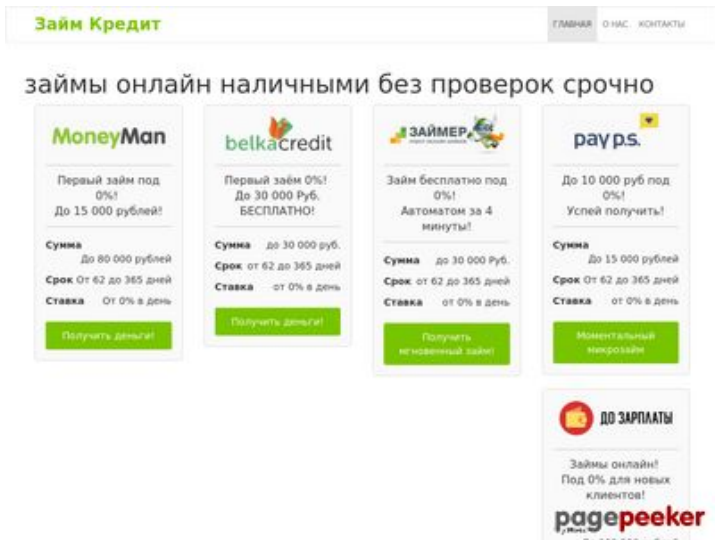 Займ Кредит
ГЛАВНАЯ О НАС КОНТАКТЫ
займы онлайн наличными без проверок срочно
MoneyMan
Первый займ под
0%!
До 15 000 рублей!
Сумма
До 80 000 рублей
Срок От 62 до 365 дней
Ставка От 0% в день
Получить деньги!
belkacredit
Первый заём 0%!
До 30 000 Руб.
БЕСПЛАТНО!
Сумма до 30 000 руб.
Срок от 62 до 365 дней
Ставка от 0% в день
Получить деньги!
ЗАЙМЕР
Займ бесплатно под
0%!
Автоматом за 4
минуты!
Сумма до 30 000 Руб.
Срок от 62 до 365 дней
Ставка от 0% в день
Получить
мгновенный займ!
pay p.s.
До 10 000 руб под
0%!
Успей получить!
Сумма
До 15 000 рублей
Срок От 62 до 365 дней
Ставка от 0% в день
Моментальный
микрозайм
ДО ЗАРПЛАТЫ
Займы онлайн!
Под 0% для новых
клиентов!
pagepeeker